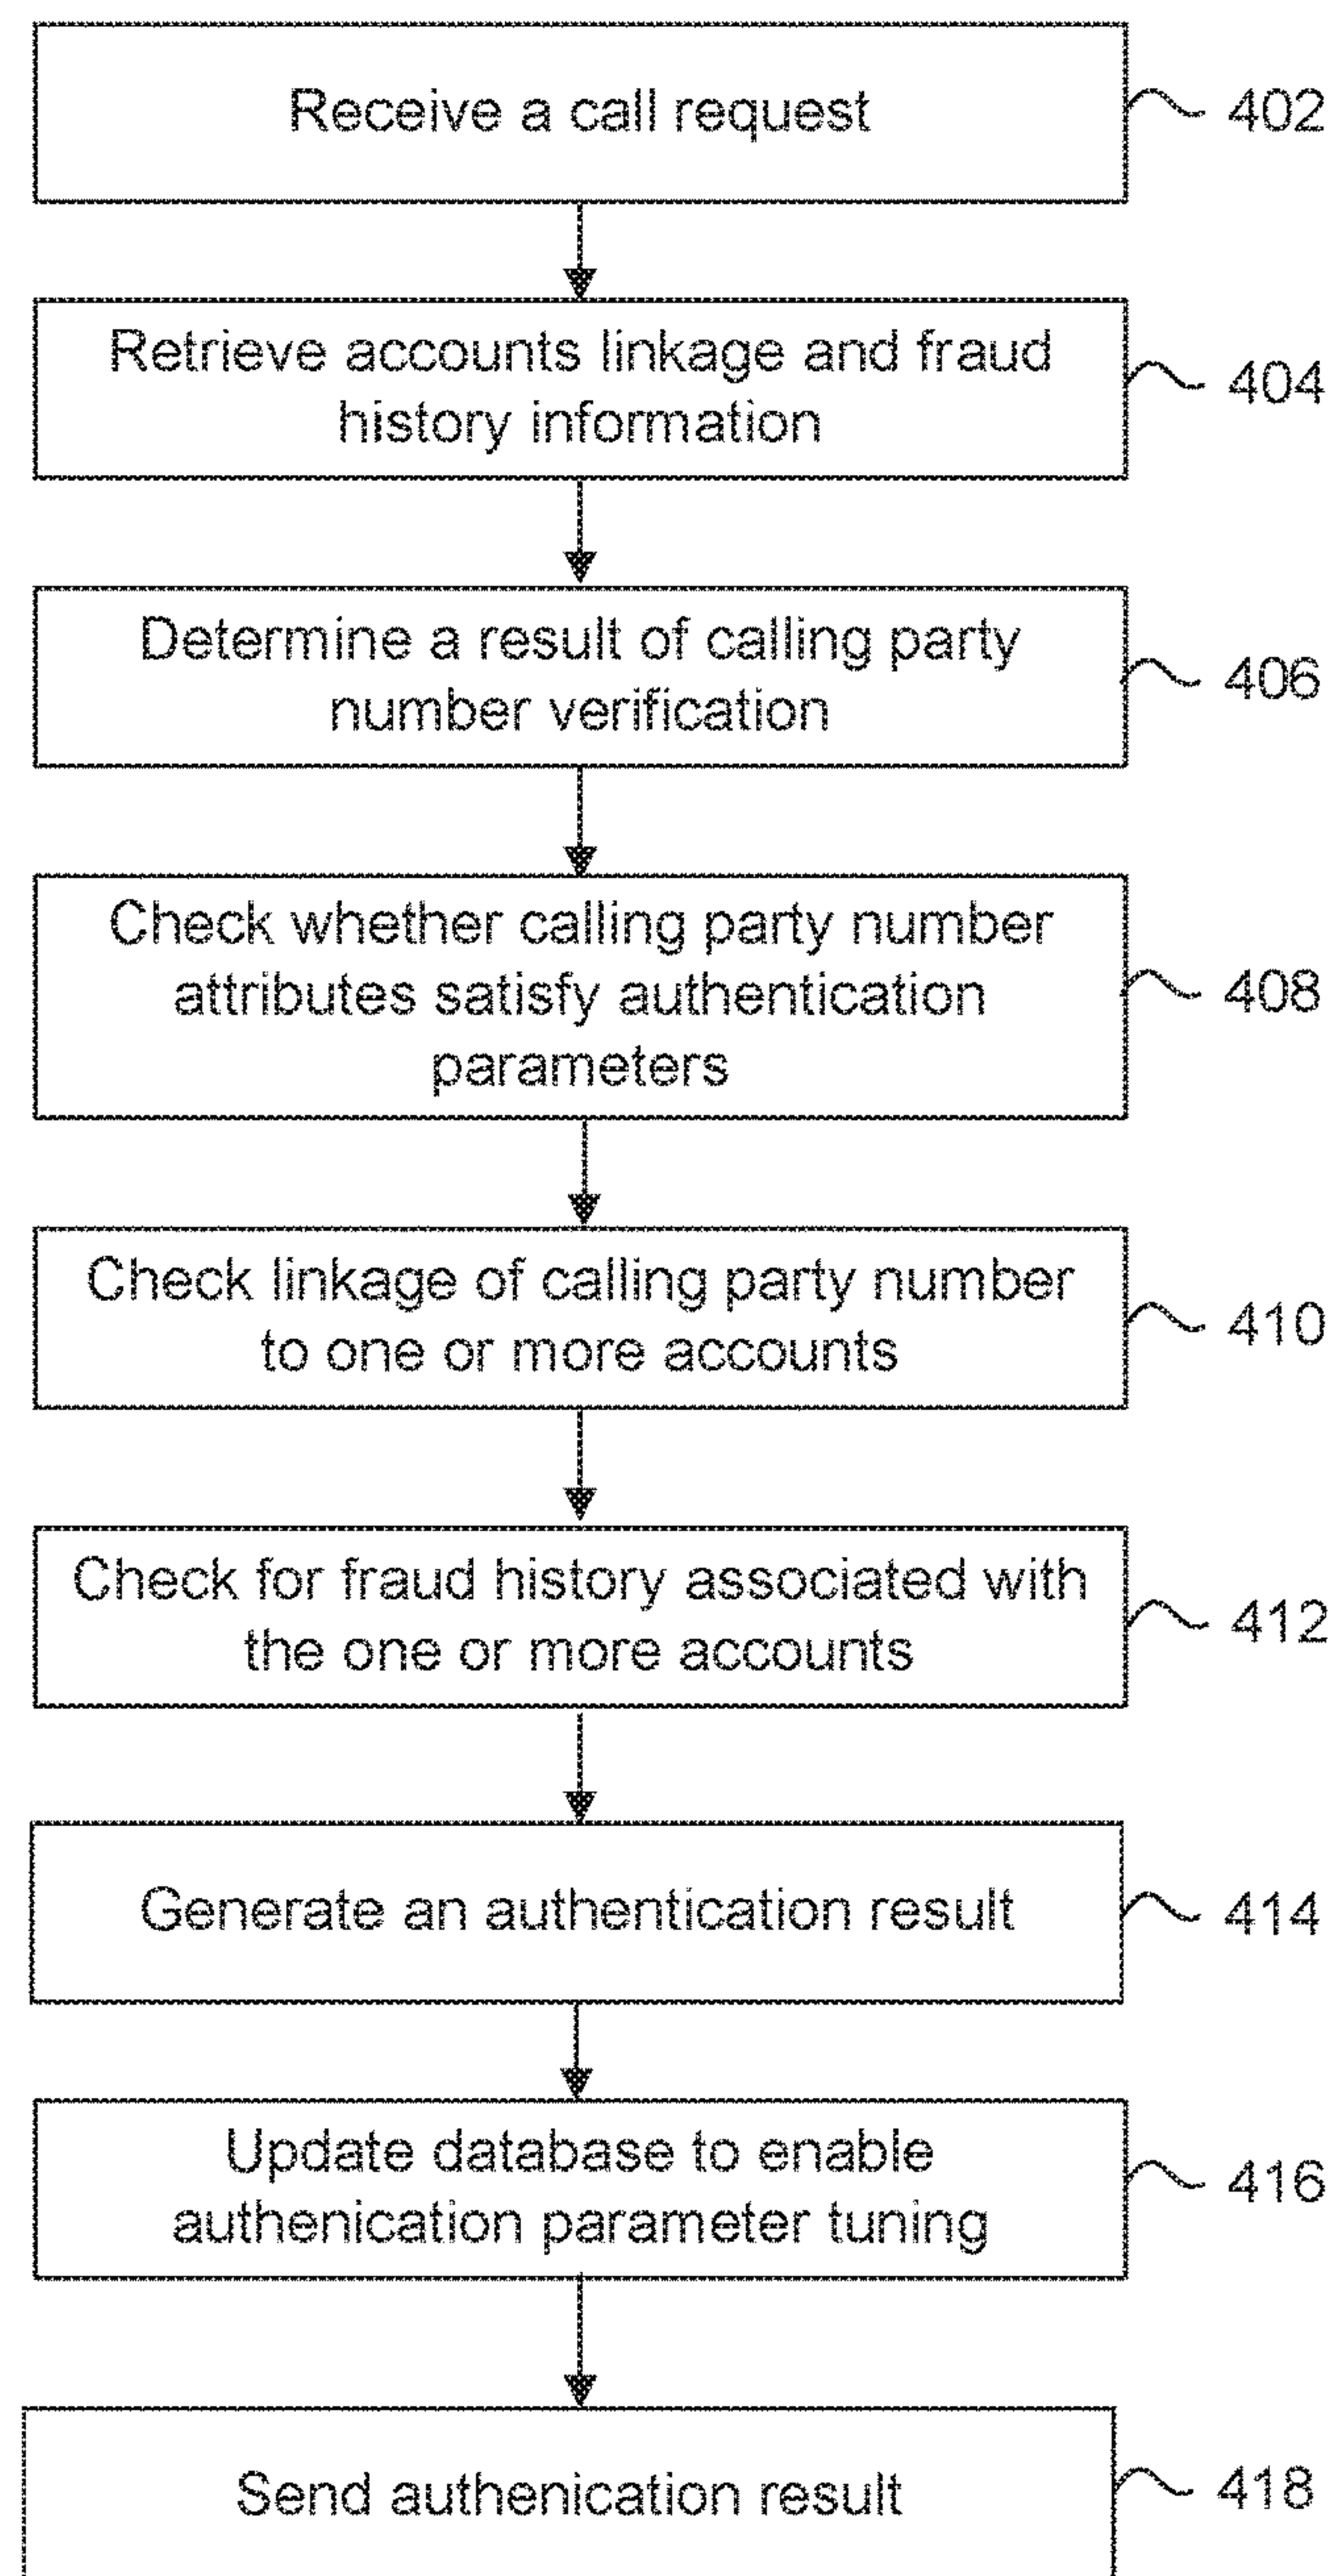 Receive a call request
402
Retrieve accounts linkage and fraud
history information
404
Determine a result of calling party
number verification
406
Check whether calling party number
attributes satisfy authentication
parameters
408
Check linkage of calling party number
to one or more accounts
410
Check for fraud history associated with
the one or more accounts
412
Generate an authentication result
414
Update database to enable
authenication parameter tuning
416
Send authenication result
418